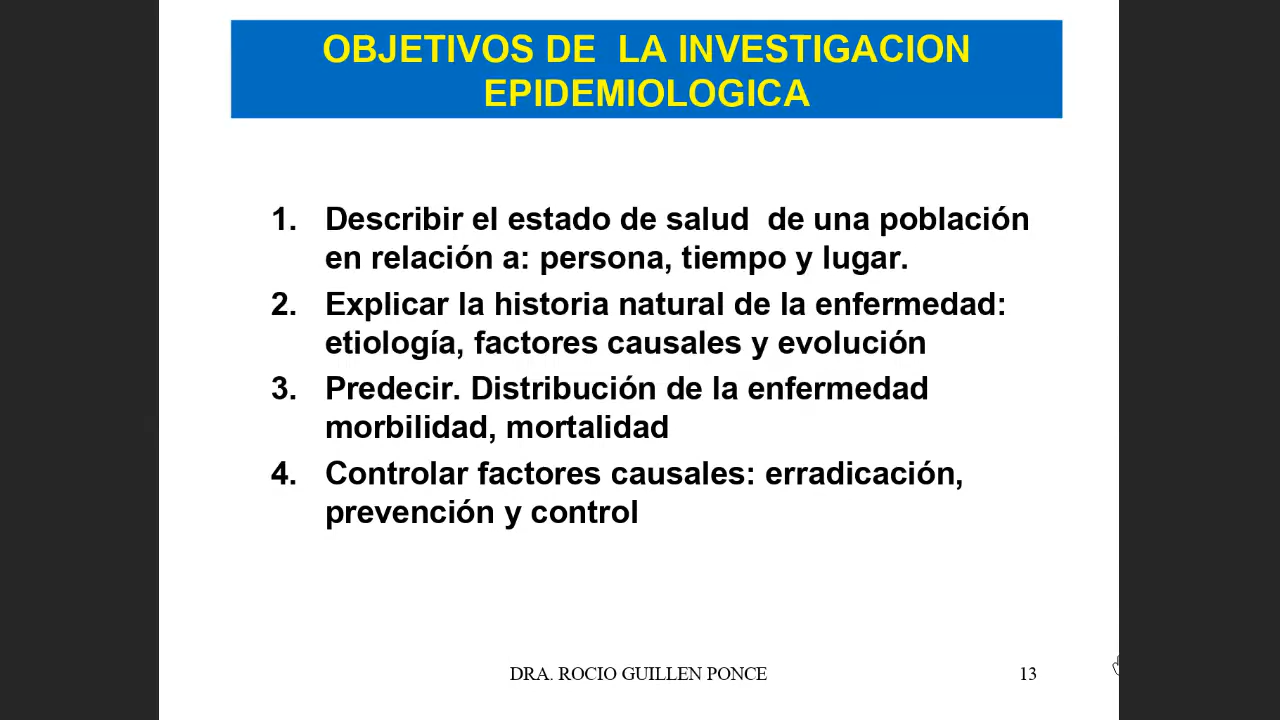 OBJETIVOS DE  LA INVESTIGACION
EPIDEMIOLOGICA
1. Describir el estado de salud  de una población
en relación a: persona, tiempo y lugar.
2. Explicar la historia natural de la enfermedad:
etiología, factores causales y evolución
3. Predecir. Distribución de la enfermedad
morbilidad, mortalidad
4. Controlar factores causales: erradicación,
prevención y control
DRA. ROCIO GUILLEN PONCE 13